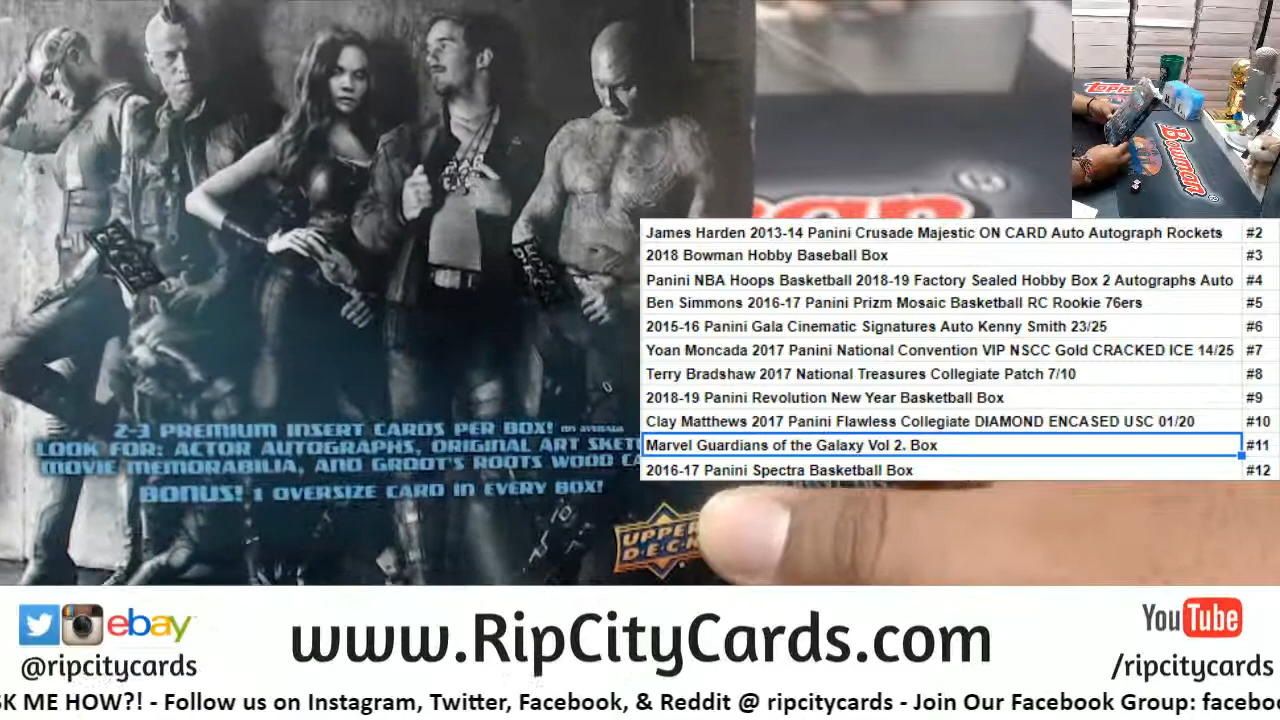 TOPPS
Bowman
2-3 PREMIUM INSERT CARDS PER BOX! ON AVERAGE
LOOK FOR: ACTOR AUTOGRAPHS, ORIGINAL ART SKET
MOVIE MEMORABILIA, AND GROOT'S ROOTS WOOD CA
BONUS! 1 OVERSIZE CARD IN EVERY BOX!
UPPER
DECK
James Harden 2013-14 Panini Crusade Majestic ON CARD Auto Autograph Rockets #2
2018 Bowman Hobby Baseball Box #3
Panini NBA Hoops Basketball 2018-19 Factory Sealed Hobby Box 2 Autographs Auto #4
Ben Simmons 2016-17 Panini Prizm Mosaic Basketball RC Rookie 76ers #5
2015-16 Panini Gala Cinematic Signatures Auto Kenny Smith 23/25 #6
Yoan Moncada 2017 Panini National Convention VIP NSCC Gold CRACKED ICE 14/25 #7
Terry Bradshaw 2017 National Treasures Collegiate Patch 7/10 #8
2018-19 Panini Revolution New Year Basketball Box #9
Clay Matthews 2017 Panini Flawless Collegiate DIAMOND ENCASED USC 01/20 #10
Marvel Guardians of the Galaxy Vol 2. Box #11
2016-17 Panini Spectra Basketball Box #12
ebay
@ripcitycards
www.RipCityCards.com
YouTube
/ripcitycards
SK ME HOW?! - Follow us on Instagram, Twitter, Facebook, & Reddit @ ripcitycards - Join Our Facebook Group: facebo